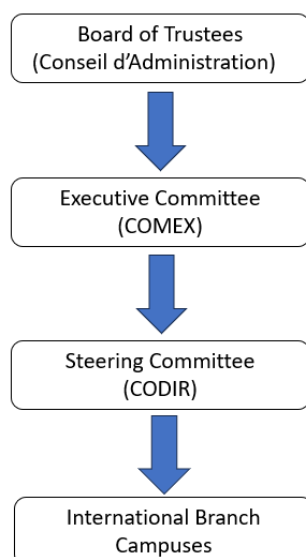 Board of Trustees
(Conseil d’Administration)
Executive Committee
(COMEX)
Steering Committee
(CODIR)
International Branch
Campuses